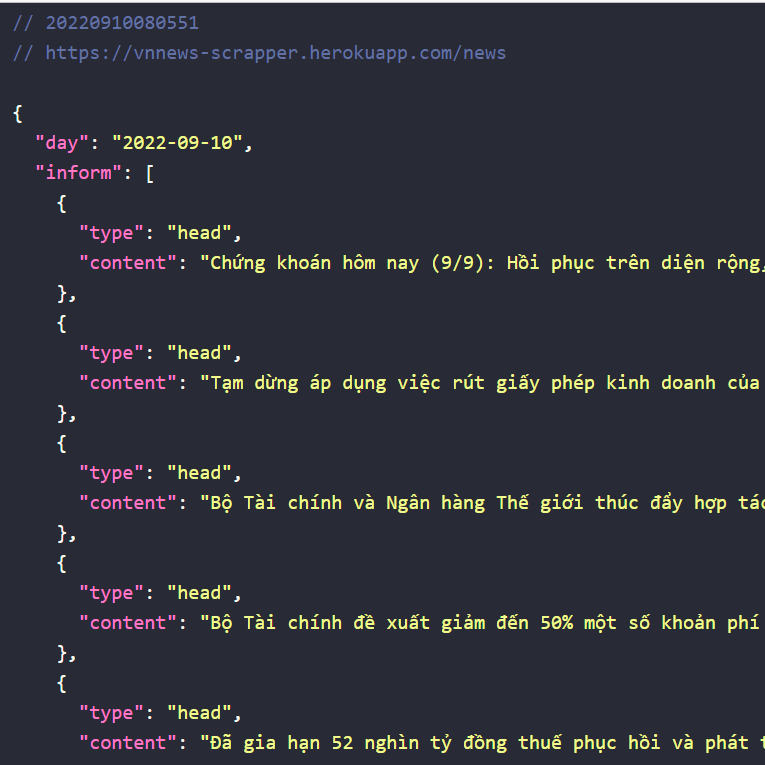 // 20220910080551
// https://vnnews-scrapper.herokuapp.com/news
{
"day": "2022-09-10",
"inform": [
{
"type": "head",
"content": "Chứng khoán hôm nay (9/9): Hồi phục trên diện rộng,
},
{
"type": "head",
"content": "Tạm dừng áp dụng việc rút giấy phép kinh doanh của
},
{
"type": "head",
"content": "Bộ Tài chính và Ngân hàng Thế giới thúc đẩy hợp tác
},
{
"type": "head",
"content": "Bộ Tài chính đề xuất giảm đến 50% một số khoản phí
},
{
"type": "head",
"content": "Đã gia hạn 52 nghìn tỷ đồng thuế phục hồi và phát